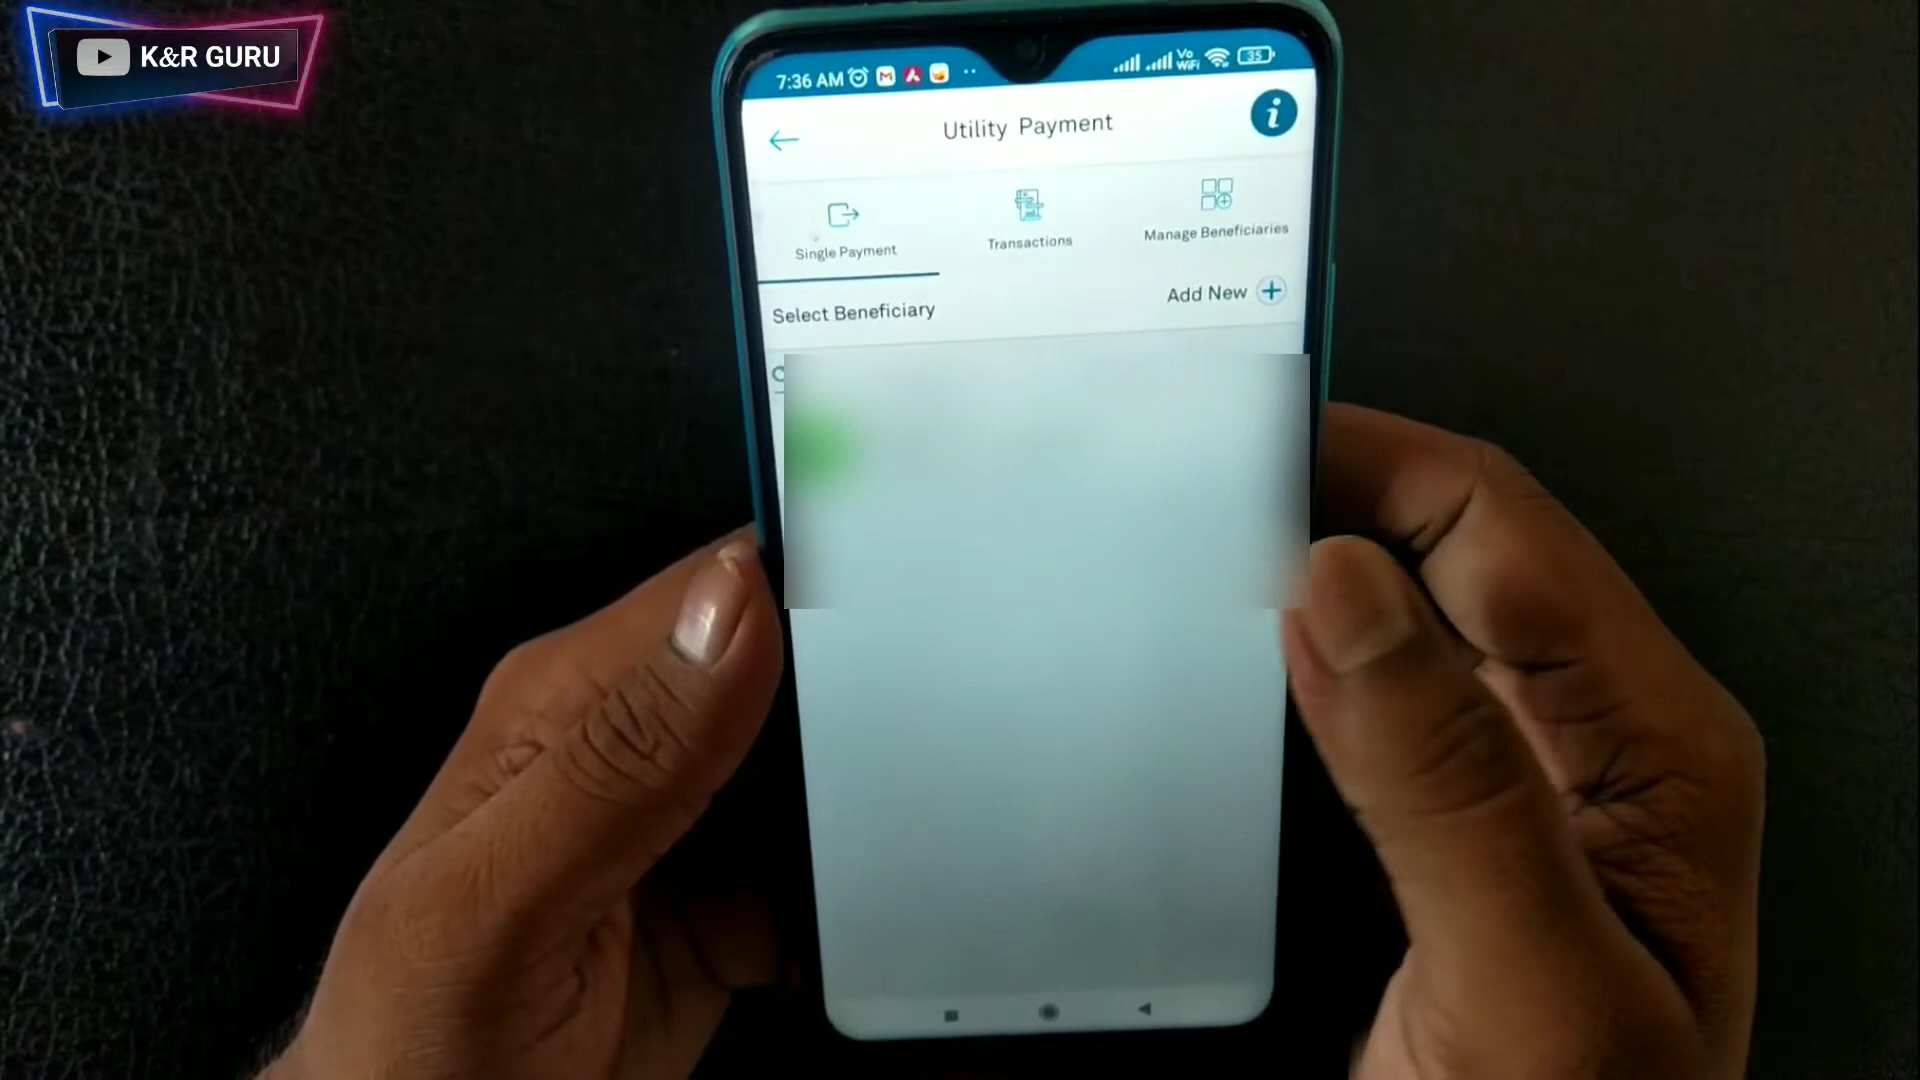 K&R GURU
7:36 AM
Vo
WiFi
35
Utility Payment
Single Payment
Transactions
Manage Beneficiaries
Select Beneficiary
Add New